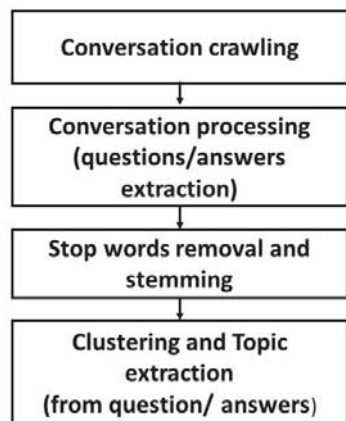 Conversation crawling
Conversation processing
(questions/answers
extraction)
Stop words removal and
stemming
Clustering and Topic
extraction
(from question/ answers)